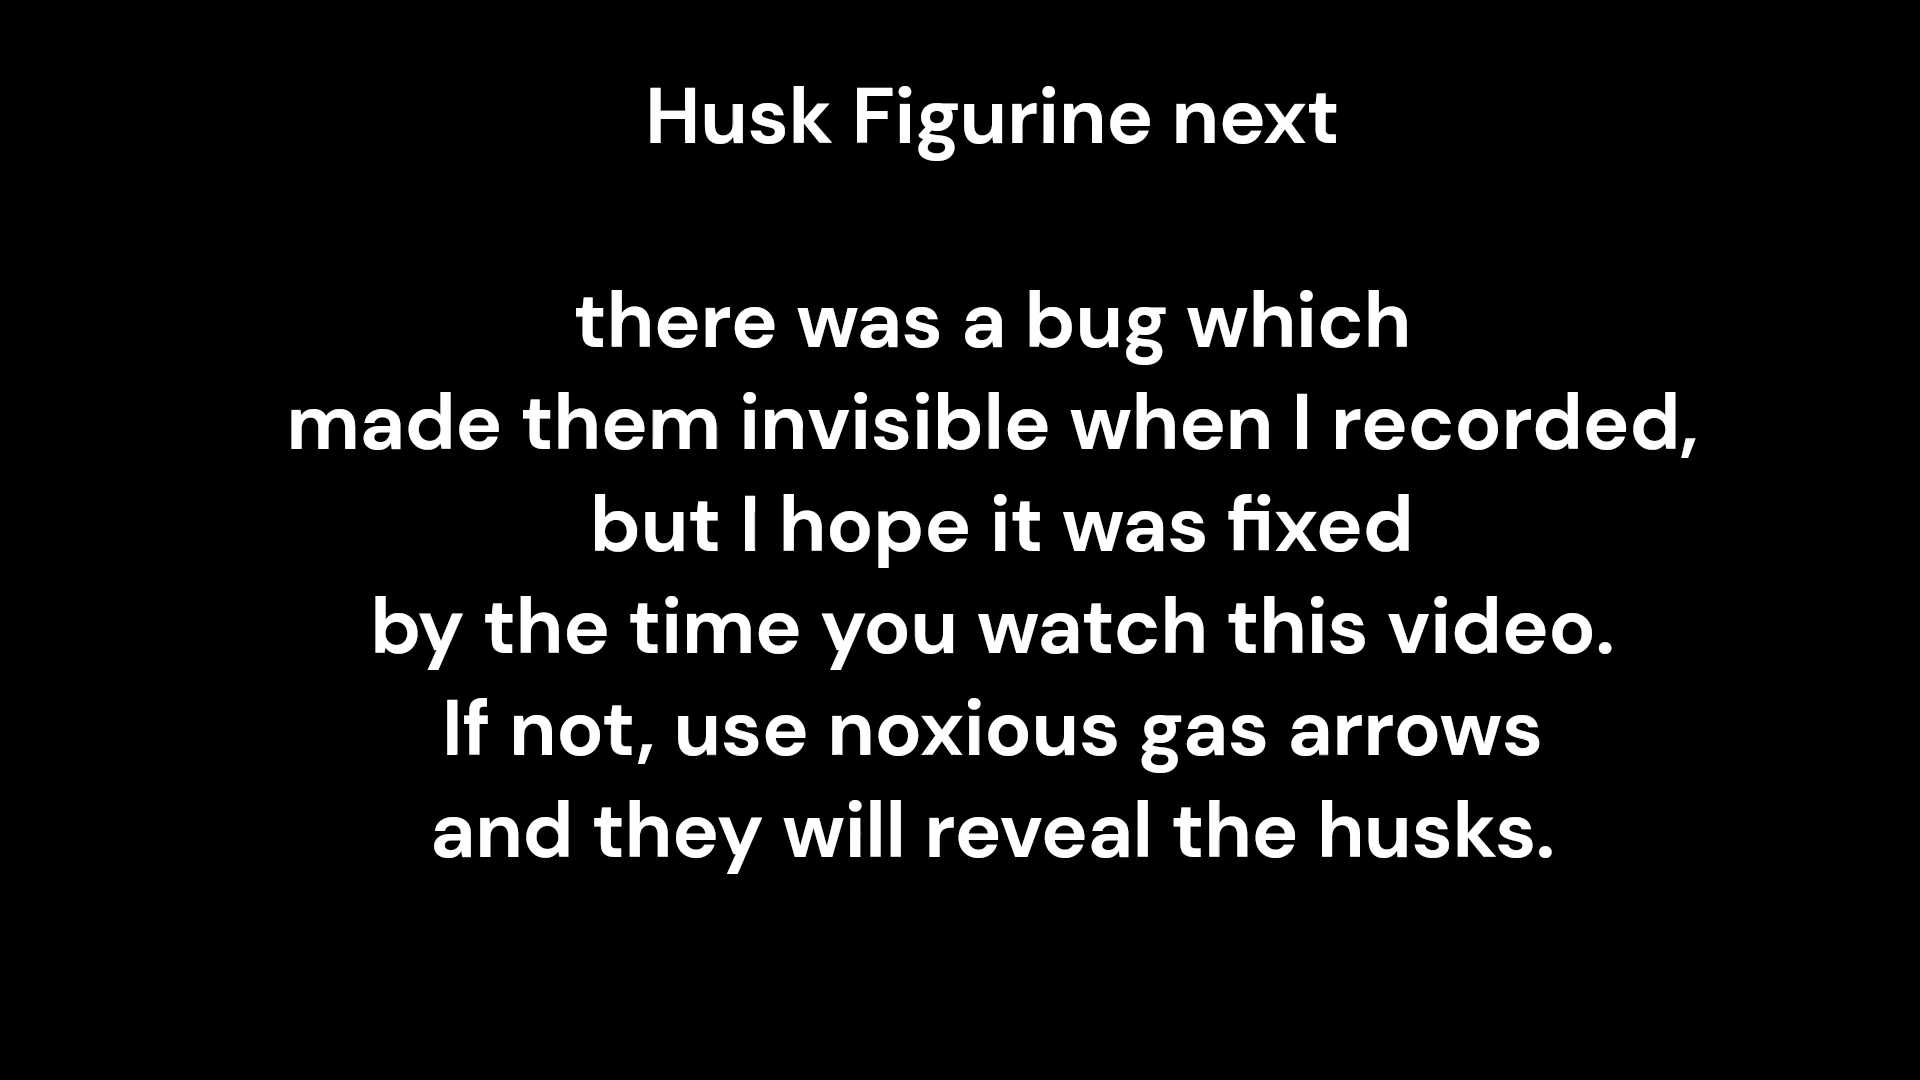 Husk Figurine next
there was a bug which
made them invisible when I recorded,
but I hope it was fixed
by the time you watch this video.
If not, use noxious gas arrows
and they will reveal the husks.